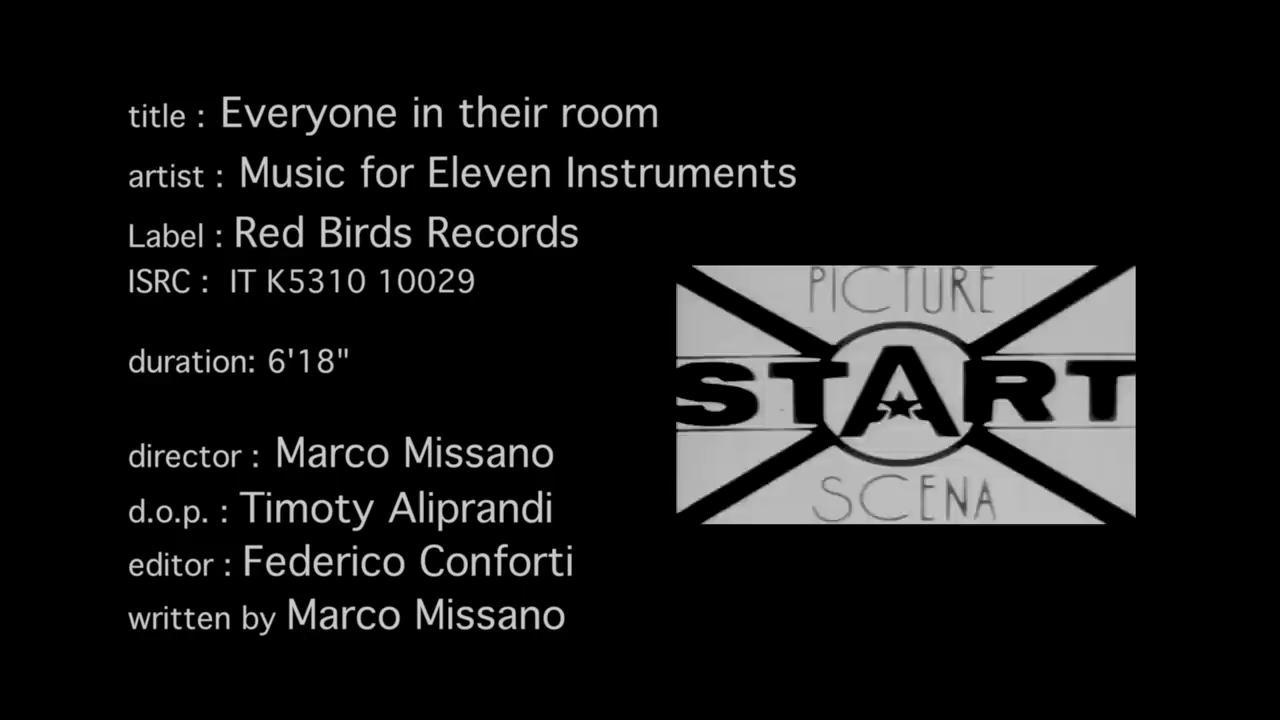 title : Everyone in their room
artist : Music for Eleven Instruments
Label : Red Birds Records
ISRC : IT K5310 10029
duration: 6'18"
director : Marco Missano
d.o.p. : Timoty Aliprandi
editor : Federico Conforti
written by Marco Missano
PICTURE
START
SCENA